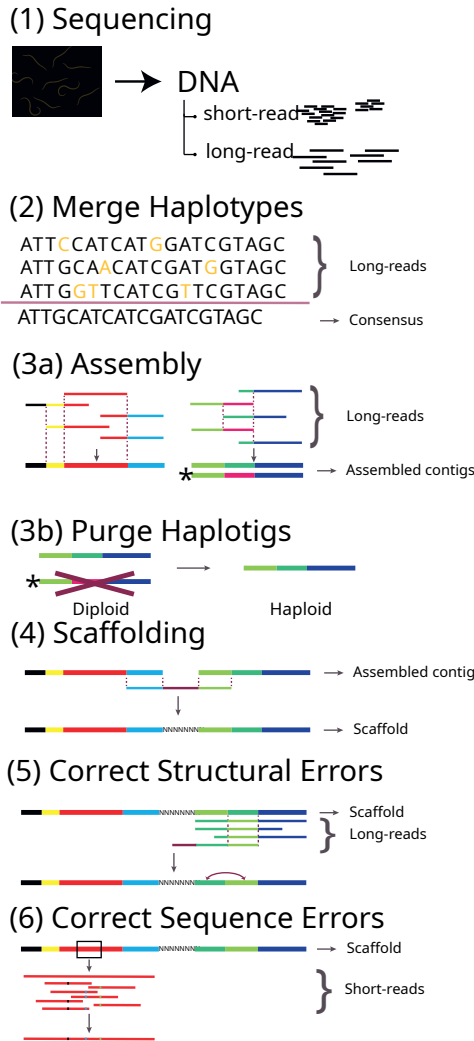 (1) Sequencing
DNA
short-read
long-read
(2) Merge Haplotypes
ATTCCATCATGGATCGTAGC
ATTGCAACATCGATGGTAGC
ATTGGTTCATCGTTCGTAGC
Long-reads
ATTGCATCATCGATCGTAGC
Consensus
(3a) Assembly
Long-reads
*
Assembled contigs
(3b) Purge Haplotigs
*
Diploid
Haploid
(4) Scaffolding
Assembled contig
NNNNNNN
Scaffold
(5) Correct Structural Errors
NNNNNNN
Scaffold
Long-reads
NNNNNNN
(6) Correct Sequence Errors
NNNNNNN
Scaffold
Short-reads